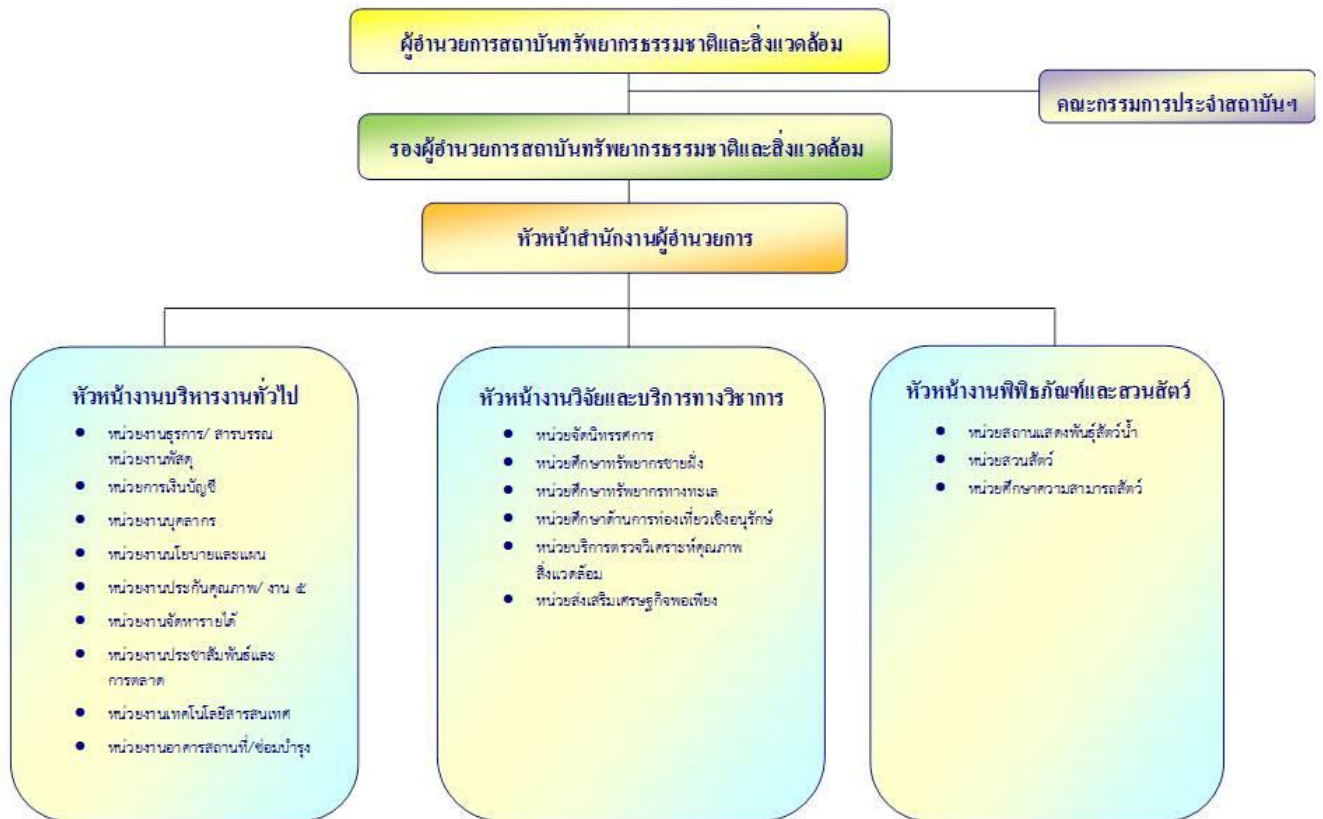 ผู้อำนวยการสถาบันทรัพยากรธรรมชาติและสิ่งแวดล้อม
คณะกรรมการประจำสถาบันฯ
รองผู้อำนวยการสถาบันทรัพยากรธรรมชาติและสิ่งแวดล้อม
หัวหน้าสำนักงานผู้อำนวยการ
หัวหน้างานบริหารงานทั่วไป
หน่วยงานธุรการ/ สารบรรณ
หน่วยงานพัสดุ
หน่วยการเงินบัญชี
หน่วยงานบุคลากร
หน่วยงานนโยบายและแผน
หน่วยงานประกันคุณภาพ/ งาน ๕
หน่วยงานจัดหารายได้
หน่วยงานประชาสัมพันธ์และ
การตลาด
หน่วยงานเทคโนโลยีสารสนเทศ
หน่วยงานอาคารสถานที่/ซ่อมบำรุง
หัวหน้างานวิจัยและบริการทางวิชาการ
หน่วยจัดนิทรรศการ
หน่วยศึกษาทรัพยากรชายฝั่ง
หน่วยศึกษาทรัพยากรทางทะเล
หน่วยศึกษาด้านการท่องเที่ยวเชิงอนุรักษ์
หน่วยบริการตรวจวิเคราะห์คุณภาพ
สิ่งแวดล้อม
หน่วยส่งเสริมเศรษฐกิจพอเพียง
หัวหน้างานพิพิธภัณฑ์และสวนสัตว์
หน่วยสถานแสดงพันธุ์สัตว์น้ำ
หน่วยสวนสัตว์
หน่วยศึกษาความสามารถสัตว์